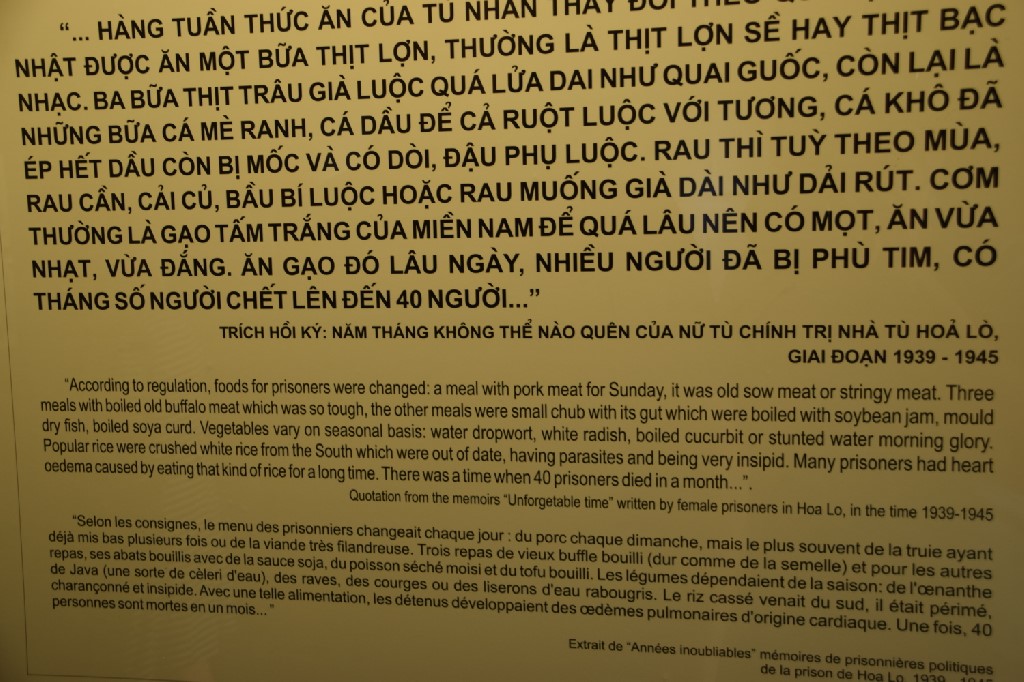 “... HÀNG TUẦN THỨC ĂN CỦA TÙ NHÂN THAY ĐỔI THEO
NHẬT ĐƯỢC ĂN MỘT BỮA THỊT LỢN, THƯỜNG LÀ THỊT LỢN SỀ HAY THỊT BẠC
NHẠC. BA BỮA THỊT TRÂU GIÀ LUỘC QUÁ LỬA DAI NHƯ QUAI GUỐC, CÒN LẠI LÀ
NHỮNG BỮA CÁ MÈ RANH, CÁ DẦU ĐỂ CẢ RUỘT LUỘC VỚI TƯƠNG, CÁ KHÔ ĐÃ
ÉP HẾT DẦU CÒN BỊ MỐC VÀ CÓ DÒI, ĐẬU PHỤ LUỘC. RAU THÌ TUỲ THEO MÙA,
RAU CẦN, CẢI CỦ, BẦU BÍ LUỘC HOẶC RAU MUỐNG GIÀ DÀI NHƯ DẢI RÚT. CƠM
THƯỜNG LÀ GẠO TẤM TRẮNG CỦA MIỀN NAM ĐỂ QUÁ LÂU NÊN CÓ MỌT, ĂN VỪA
NHẠT, VỪA ĐẮNG. ĂN GẠO ĐÓ LÂU NGÀY, NHIỀU NGƯỜI ĐÃ BỊ PHÙ TIM, CÓ
THÁNG SỐ NGƯỜI CHẾT LÊN ĐẾN 40 NGƯỜI...”
TRÍCH HỒI KÝ: NĂM THÁNG KHÔNG THỂ NÀO QUÊN CỦA NỮ TÙ CHÍNH TRỊ NHÀ TÙ HOẢ LÒ,
GIAI ĐOẠN 1939 - 1945
“According to regulation, foods for prisoners were changed: a meal with pork meat for Sunday, it was old sow meat or stringy meat. Three
meals with boiled old buffalo meat which was so tough, the other meals were small chub with its gut which were boiled with soybean jam, mould
dry fish, boiled soya curd. Vegetables vary on seasonal basis: water dropwort, white radish, boiled cucurbit or stunted water morning glory.
Popular rice were crushed white rice from the South which were out of date, having parasites and being very insipid. Many prisoners had heart
oedema caused by eating that kind of rice for a long time. There was a time when 40 prisoners died in a month...”.
Quotation from the memoirs “Unforgetable time” written by female prisoners in Hoa Lo, in the time 1939-1945
“Selon les consignes, le menu des prisonniers changeait chaque jour : du porc chaque dimanche, mais le plus souvent de la truie ayant
déjà mis bas plusieurs fois ou de la viande très filandreuse. Trois repas de vieux buffle bouilli (dur comme de la semelle) et pour les autres
repas, ses abats bouillis avec de la sauce soja, du poisson séché moisi et du tofu bouilli. Les légumes dépendaient de la saison: de l'œnanthe
de Java (une sorte de cèleri d'eau), des raves, des courges ou des liserons d'eau rabougris. Le riz cassé venait du sud, il était périmé,
charançonné et insipide. Avec une telle alimentation, les détenus développaient des œdèmes pulmonaires d'origine cardiaque. Une fois, 40
personnes sont mortes en un mois...”
Extrait de “Années inoubliables” mémoires de prisonnières politiques
de la prison de Hoa Lo, 1939 - 1945